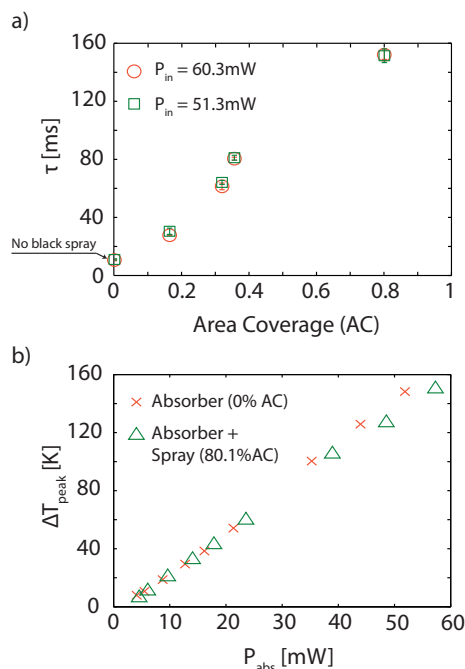 a)
160
120
80
40
0
τ [ms]
P_in = 60.3mW
P_in = 51.3mW
No black spray
0 0.2 0.4 0.6 0.8 1
Area Coverage (AC)
b)
160
120
80
40
0
ΔT_peak [K]
Absorber (0% AC)
Absorber +
Spray (80.1%AC)
0 10 20 30 40 50 60
P_abs [mW]